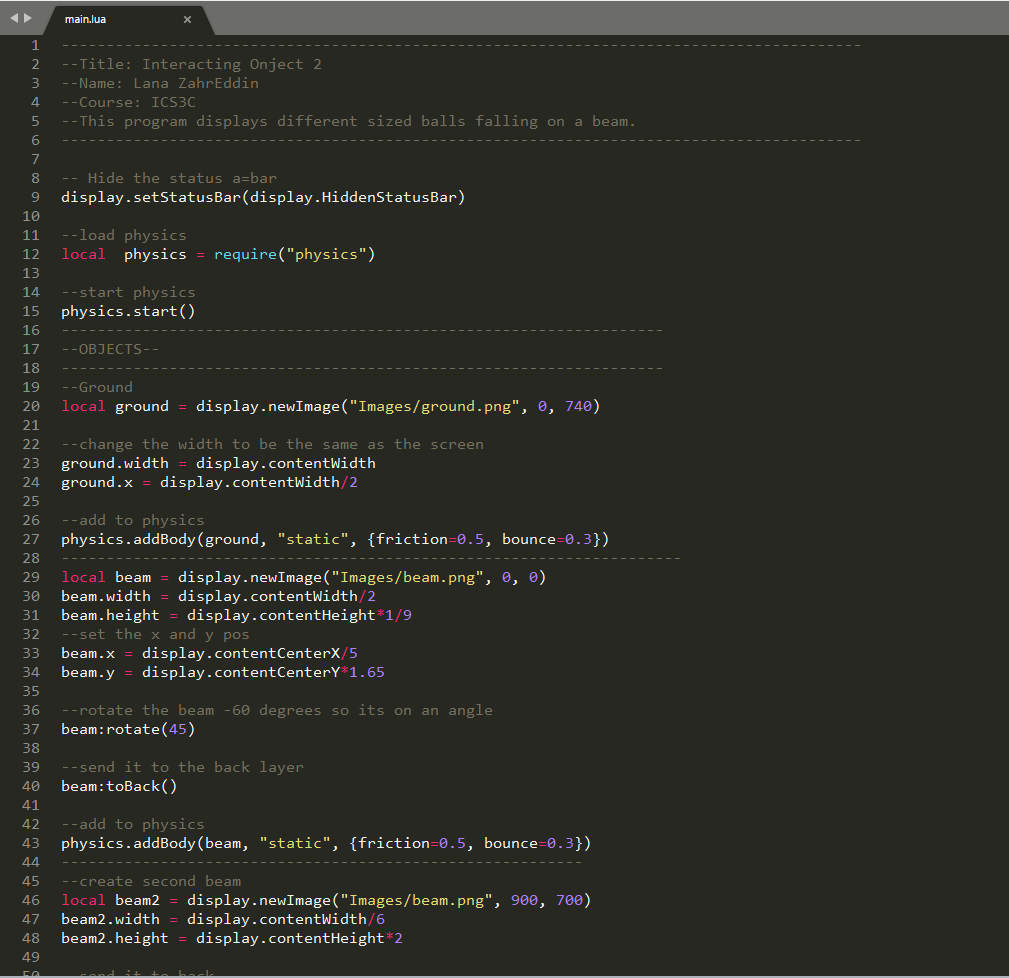 main.lua ×
1 -----------------------------------------------------------------------------------------
2 --Title: Interacting Onject 2
3 --Name: Lana ZahrEddin
4 --Course: ICS3C
5 --This program displays different sized balls falling on a beam.
6 -----------------------------------------------------------------------------------------
7
8 -- Hide the status a=bar
9 display.setStatusBar(display.HiddenStatusBar)
10
11 --load physics
12 local  physics = require("physics")
13
14 --start physics
15 physics.start()
16 -------------------------------------------------------------------
17 --OBJECTS--
18 -------------------------------------------------------------------
19 --Ground
20 local ground = display.newImage("Images/ground.png", 0, 740)
21
22 --change the width to be the same as the screen
23 ground.width = display.contentWidth
24 ground.x = display.contentWidth/2
25
26 --add to physics
27 physics.addBody(ground, "static", {friction=0.5, bounce=0.3})
28 ---------------------------------------------------------------------
29 local beam = display.newImage("Images/beam.png", 0, 0)
30 beam.width = display.contentWidth/2
31 beam.height = display.contentHeight*1/9
32 --set the x and y pos
33 beam.x = display.contentCenterX/5
34 beam.y = display.contentCenterY*1.65
35
36 --rotate the beam -60 degrees so its on an angle
37 beam:rotate(45)
38
39 --send it to the back layer
40 beam:toBack()
41
42 --add to physics
43 physics.addBody(beam, "static", {friction=0.5, bounce=0.3})
44 ----------------------------------------------------------
45 --create second beam
46 local beam2 = display.newImage("Images/beam.png", 900, 700)
47 beam2.width = display.contentWidth/6
48 beam2.height = display.contentHeight*2
49
50 --send it to back